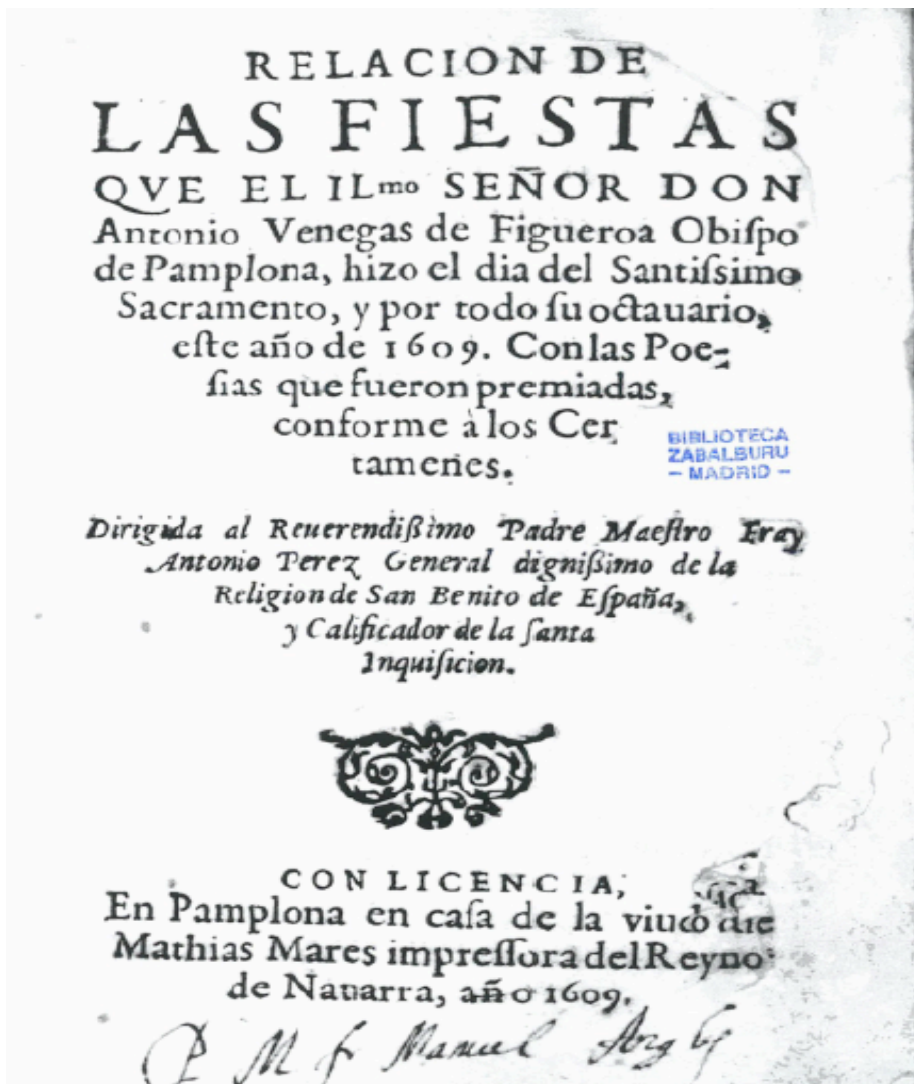 RELACION DE
LAS FIESTAS
QVE EL ILmo SEÑOR DON
Antonio Venegas de Figueroa Obiſpo
de Pamplona, hizo el dia del Santiſsimo
Sacramento, y por todo ſu octauario,
eſte año de 1609. Con las Poe-
ſias que fueron premiadas,
conforme à los Cer
tamenes.
BIBLIOTECA
ZABALBURU
– MADRID –
Dirigida al Reuerendißimo Padre Maeſtro Fray
Antonio Perez General dignißimo de la
Religion de San Benito de Eſpaña,
y Calificador de la ſanta
Inquiſicion.
CON LICENCIA,
En Pamplona en caſa de la viuda de
Mathias Mares impreſſora del Reyno
de Nauarra, año 1609.
P M f Manuel